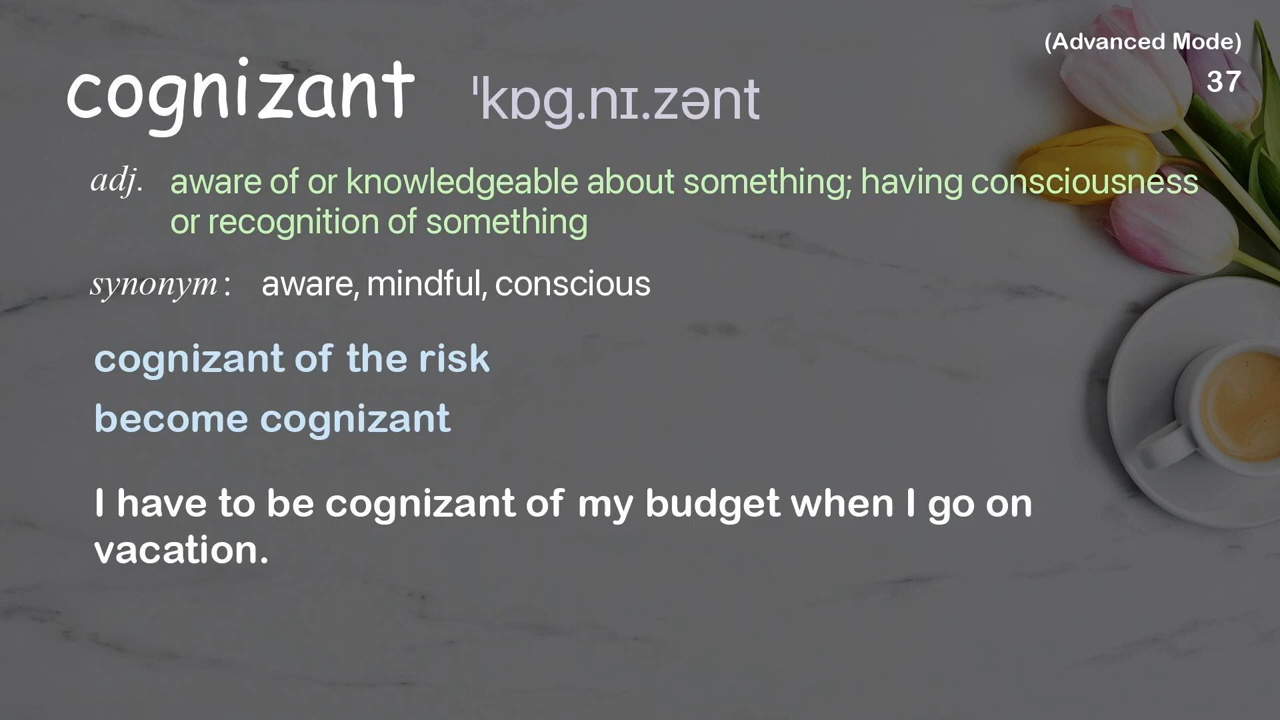 (Advanced Mode)
37
cognizant ˈkɒg.nɪ.zənt
adj. aware of or knowledgeable about something; having consciousness
or recognition of something
synonym : aware, mindful, conscious
cognizant of the risk
become cognizant
I have to be cognizant of my budget when I go on
vacation.